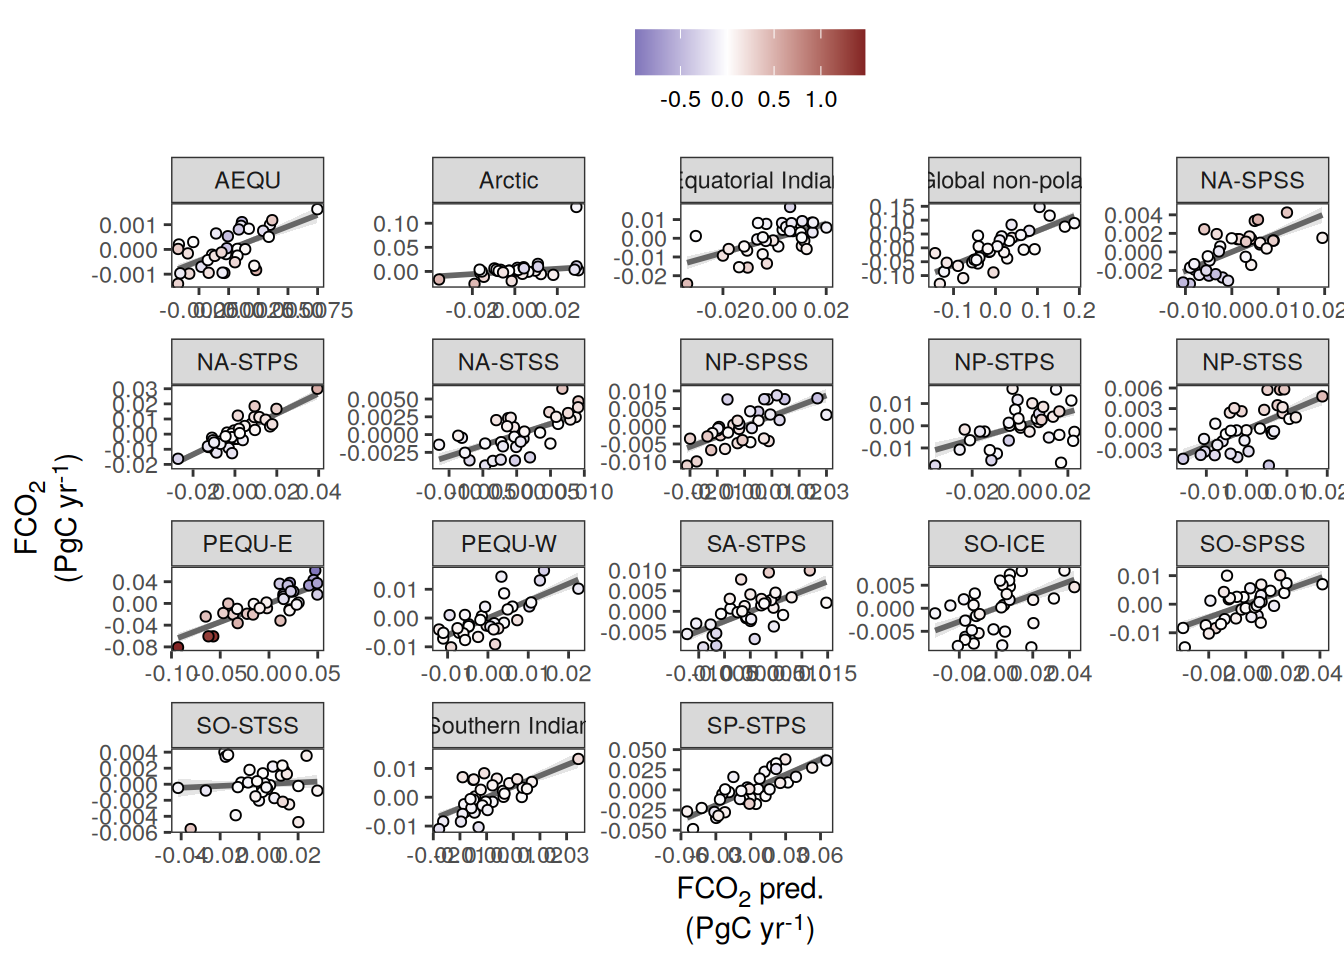 -0.5 0.0 0.5 1.0
AEQU
Arctic
Equatorial Indian
Global non-pola
NA-SPSS
0.001
0.000
-0.001
0.10
0.05
0.00
-0.02 0.00 0.02
0.01
0.00
-0.01
-0.02
-0.02 0.00 0.02
0.15
0.10
0.05
0.00
-0.05
-0.10
-0.1 0.0 0.1 0.2
0.004
0.002
0.000
-0.002
-0.01 0.00 0.01 0.02
NA-STPS
NA-STSS
NP-SPSS
NP-STPS
NP-STSS
0.03
0.02
0.01
0.00
-0.01
-0.02
-0.02 0.00 0.02 0.04
0.0050
0.0025
0.0000
-0.0025
-0.010 -0.005 0.000 0.005 0.010
0.010
0.005
0.000
-0.005
-0.010
-0.02 -0.01 0.00 0.01 0.02 0.03
0.01
0.00
-0.01
-0.02 0.00 0.02
0.006
0.003
0.000
-0.003
-0.01 0.00 0.01 0.02
FCO2
(PgC yr-1)
PEQU-E
PEQU-W
SA-STPS
SO-ICE
SO-SPSS
0.04
0.00
-0.04
-0.08
-0.10 -0.05 0.00 0.05
0.01
0.00
-0.01
-0.01 0.00 0.01 0.02
0.010
0.005
0.000
-0.005
-0.010 -0.005 0.000 0.005 0.010 0.015
0.005
0.000
-0.005
-0.02 0.00 0.02 0.04
0.01
0.00
-0.01
-0.02 0.00 0.02 0.04
SO-STSS
Southern Indian
SP-STPS
0.004
0.002
0.000
-0.002
-0.004
-0.006
-0.04 -0.02 0.00 0.02
0.01
0.00
-0.01
-0.02 -0.01 0.00 0.01 0.02 0.03
0.050
0.025
0.000
-0.025
-0.050
-0.06 -0.03 0.00 0.03 0.06
FCO2 pred.
(PgC yr-1)